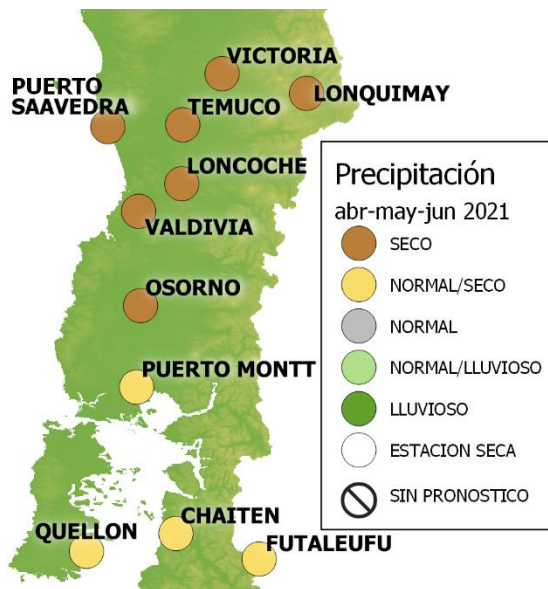 VICTORIA
PUERTO
SAAVEDRA
LONQUIMAY
TEMUCO
LONCOCHE
VALDIVIA
OSORNO
PUERTO MONTT
CHAITEN
QUELLON
FUTALEUFU
Precipitación
abr-may-jun 2021
SECO
NORMAL/SECO
NORMAL
NORMAL/LLUVIOSO
LLUVIOSO
ESTACION SECA
SIN PRONOSTICO